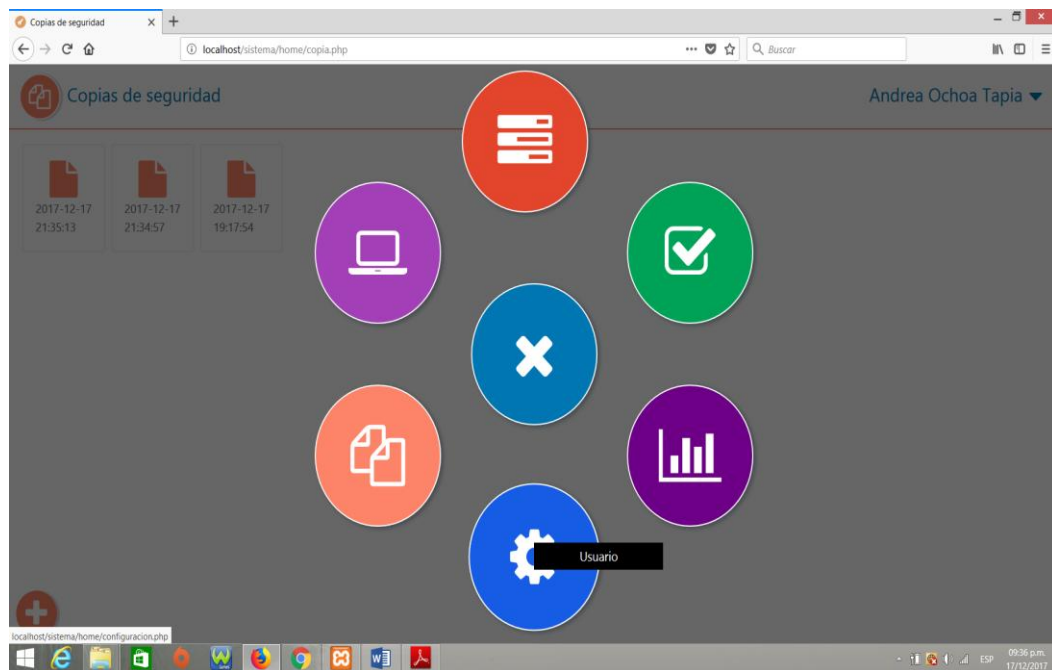 Copias de seguridad
localhost/sistema/home/copia.php
Buscar
Copias de seguridad
Andrea Ochoa Tapia
2017-12-17
21:35:13
2017-12-17
21:34:57
2017-12-17
19:17:54
Usuario
localhost/sistema/home/configuracion.php
ESP
09:36 p.m.
17/12/2017